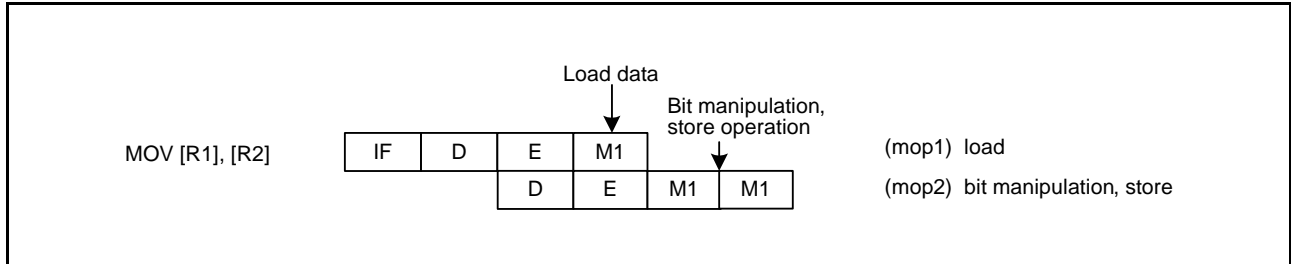 Load data
Bit manipulation,
store operation
MOV [R1], [R2] IF D E M1 (mop1) load
D E M1 M1 (mop2) bit manipulation, store